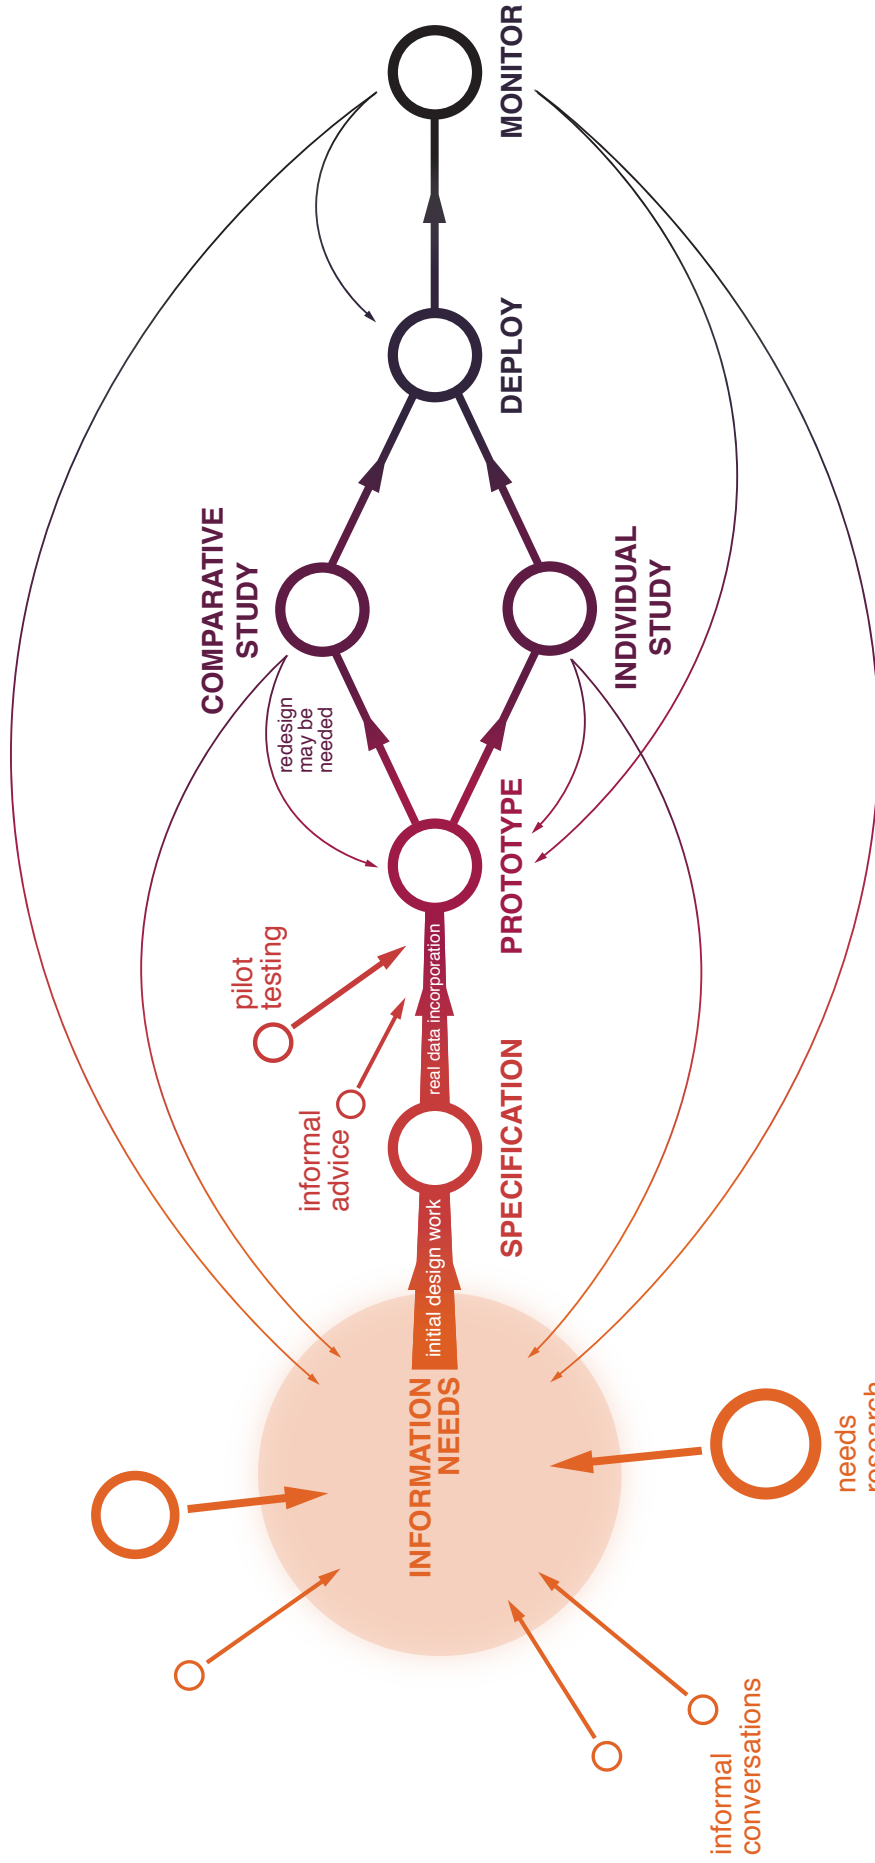 informal
conversations
needs
research
INFORMATION
NEEDS
initial design work
SPECIFICATION
informal
advice
pilot
testing
real data incorporation
PROTOTYPE
redesign
may be
needed
COMPARATIVE
STUDY
INDIVIDUAL
STUDY
DEPLOY
MONITOR